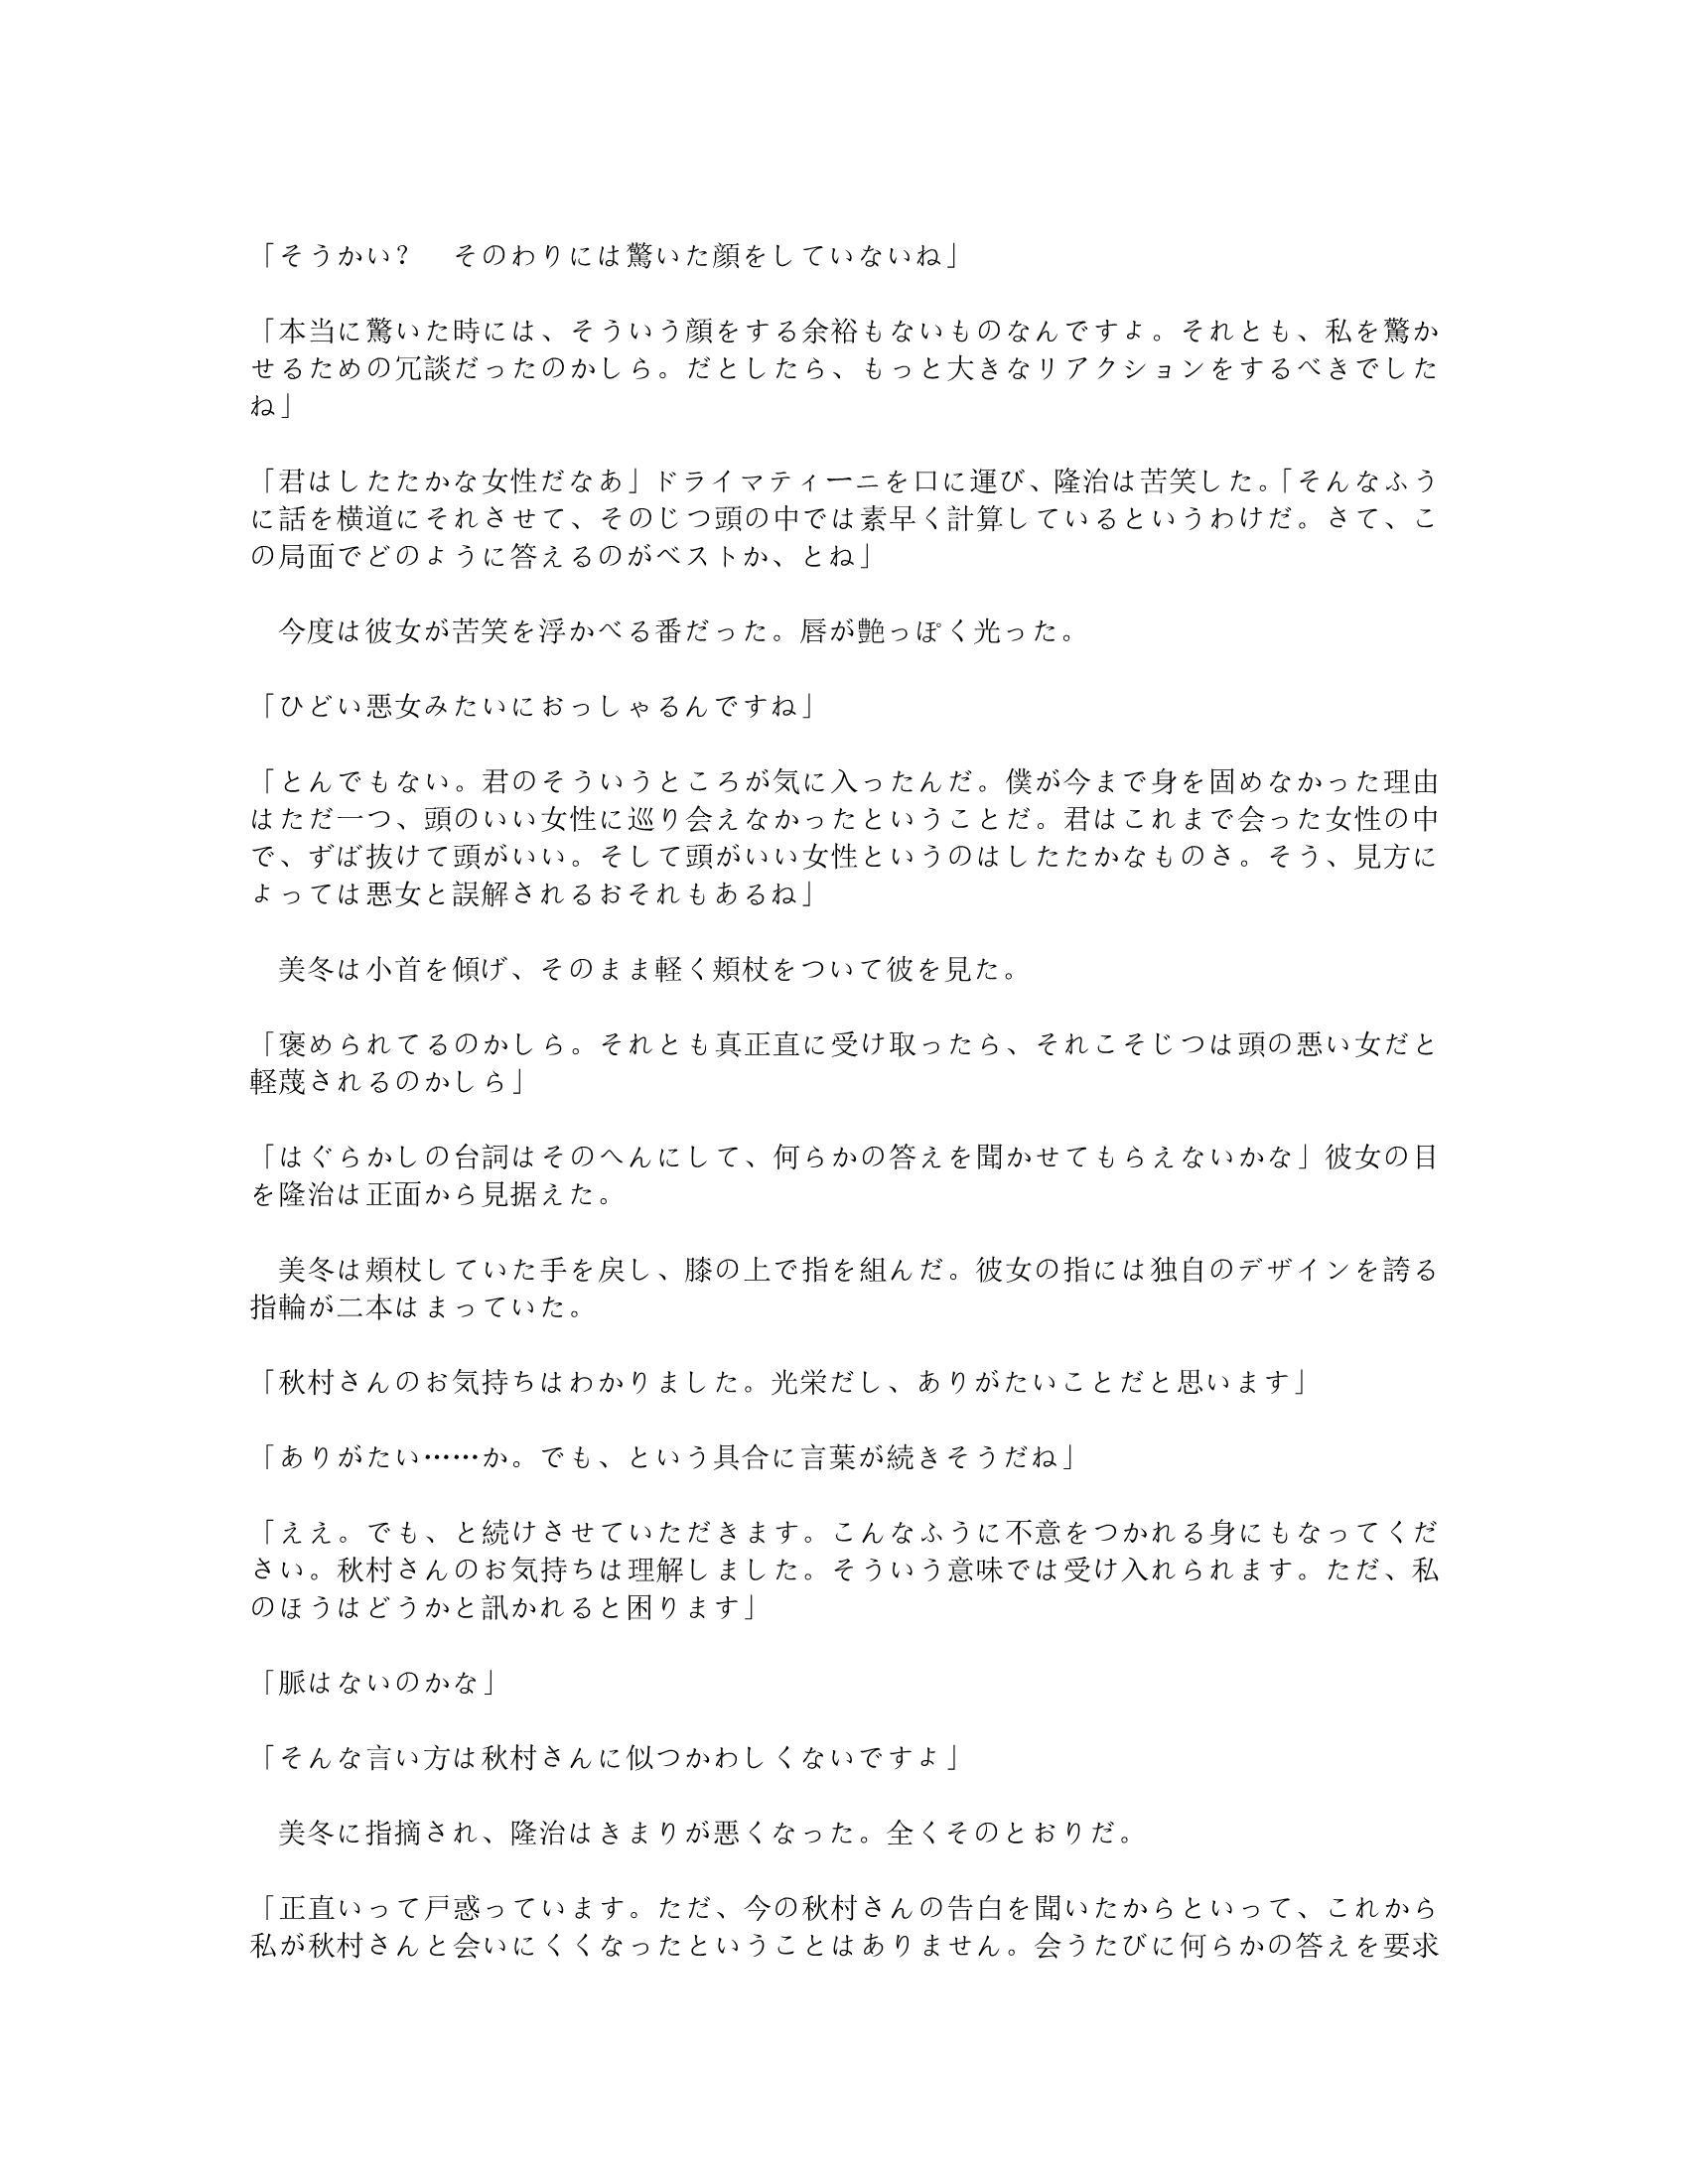 「そうかい？　そのわりには驚いた顔をしていないね」
「本当に驚いた時には、そういう顔をする余裕もないものなんですよ。それとも、私を驚か
せるための冗談だったのかしら。だとしたら、もっと大きなリアクションをするべきでした
ね」
「君はしたたかな女性だなあ」ドライマティーニを口に運び、隆治は苦笑した。「そんなふう
に話を横道にそれさせて、そのじつ頭の中では素早く計算しているというわけだ。さて、こ
の局面でどのように答えるのがベストか、とね」
　今度は彼女が苦笑を浮かべる番だった。唇が艶っぽく光った。
「ひどい悪女みたいにおっしゃるんですね」
「とんでもない。君のそういうところが気に入ったんだ。僕が今まで身を固めなかった理由
はただ一つ、頭のいい女性に巡り会えなかったということだ。君はこれまで会った女性の中
で、ずば抜けて頭がいい。そして頭がいい女性というのはしたたかなものさ。そう、見方に
よっては悪女と誤解されるおそれもあるね」
　美冬は小首を傾げ、そのまま軽く頬杖をついて彼を見た。
「褒められてるのかしら。それとも真正直に受け取ったら、それこそじつは頭の悪い女だと
軽蔑されるのかしら」
「はぐらかしの台詞はそのへんにして、何らかの答えを聞かせてもらえないかな」彼女の目
を隆治は正面から見据えた。
　美冬は頬杖していた手を戻し、膝の上で指を組んだ。彼女の指には独自のデザインを誇る
指輪が二本はまっていた。
「秋村さんのお気持ちはわかりました。光栄だし、ありがたいことだと思います」
「ありがたい……か。でも、という具合に言葉が続きそうだね」
「ええ。でも、と続けさせていただきます。こんなふうに不意をつかれる身にもなってくだ
さい。秋村さんのお気持ちは理解しました。そういう意味では受け入れられます。ただ、私
のほうはどうかと訊かれると困ります」
「脈はないのかな」
「そんな言い方は秋村さんに似つかわしくないですよ」
　美冬に指摘され、隆治はきまりが悪くなった。全くそのとおりだ。
「正直いって戸惑っています。ただ、今の秋村さんの告白を聞いたからといって、これから
私が秋村さんと会いにくくなったということはありません。会うたびに何らかの答えを要求